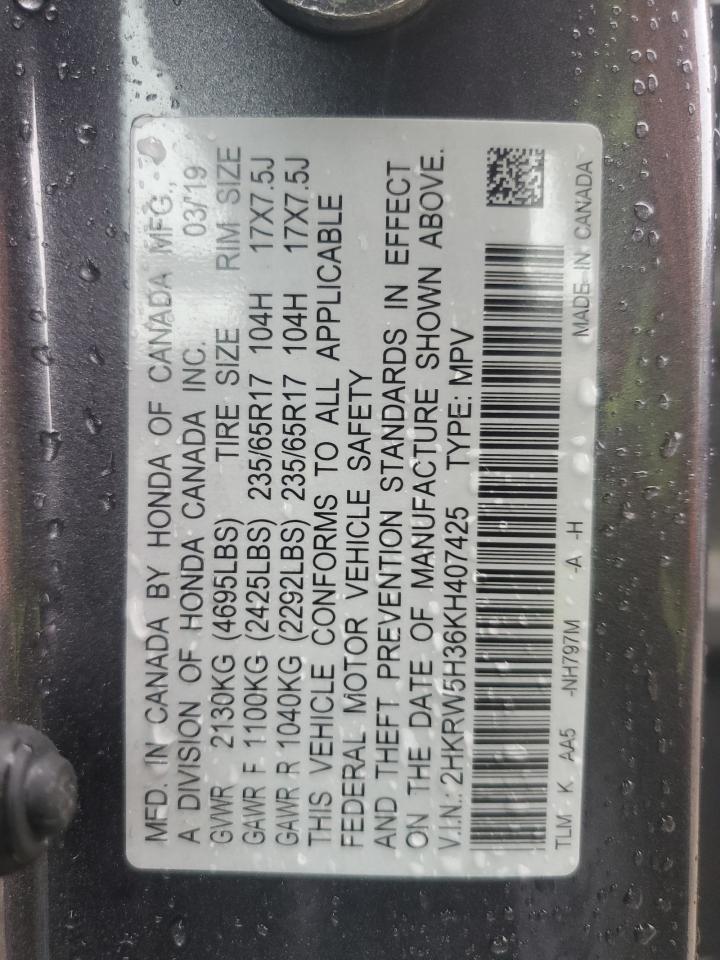 MFD. IN CANADA BY HONDA OF CANADA MFG.,
A DIVISION OF HONDA CANADA INC. 03/19
GVWR 2130KG (4695LBS) TIRE SIZE RIM SIZE
GAWR F 1100KG (2425LBS) 235/65R17 104H 17X7.5J
GAWR R 1040KG (2292LBS) 235/65R17 104H 17X7.5J
THIS VEHICLE CONFORMS TO ALL APPLICABLE
FEDERAL MOTOR VEHICLE SAFETY
AND THEFT PREVENTION STANDARDS IN EFFECT
ON THE DATE OF MANUFACTURE SHOWN ABOVE.
V.I.N.: 2HKRW5H36KH407425 TYPE: MPV
TLM K AA5 -NH797M -A -H MADE IN CANADA